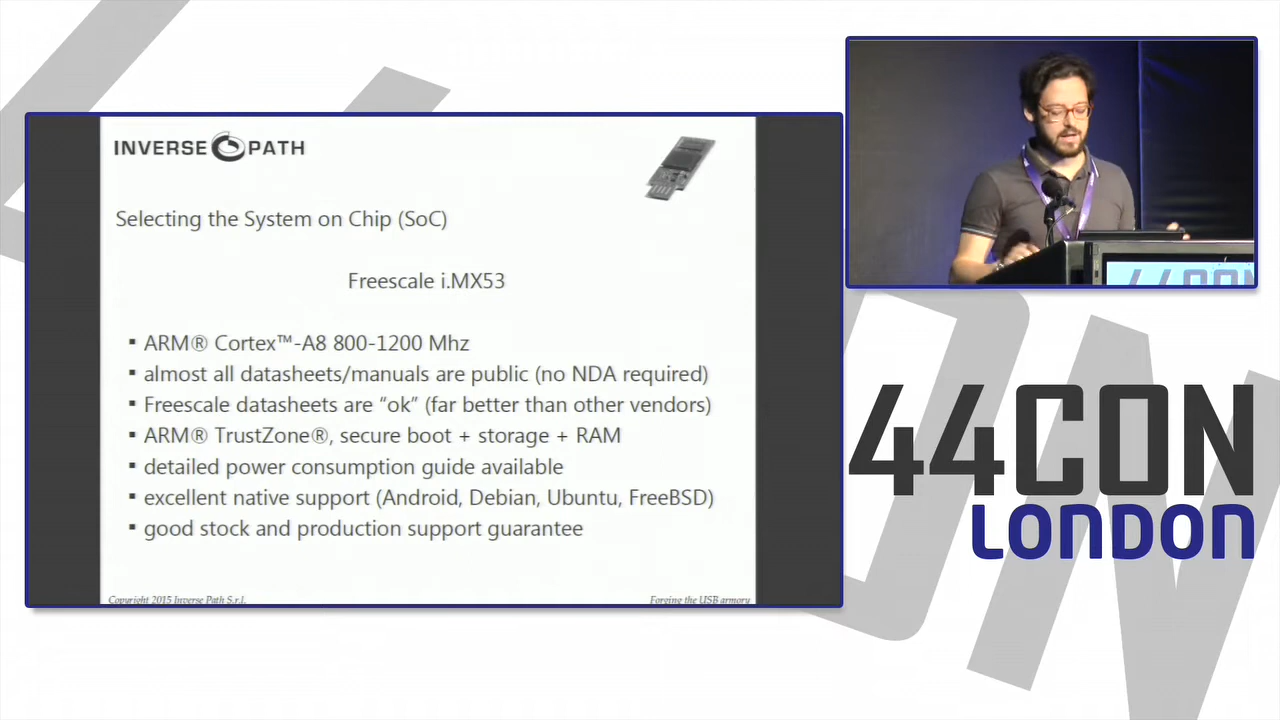 INVERSE PATH
Selecting the System on Chip (SoC)
Freescale i.MX53
▪ ARM® Cortex™-A8 800-1200 Mhz
▪ almost all datasheets/manuals are public (no NDA required)
▪ Freescale datasheets are “ok” (far better than other vendors)
▪ ARM® TrustZone®, secure boot + storage + RAM
▪ detailed power consumption guide available
▪ excellent native support (Android, Debian, Ubuntu, FreeBSD)
▪ good stock and production support guarantee
Copyright 2015 Inverse Path S.r.l.
Forging the USB armory
44CON
44CON
LONDON